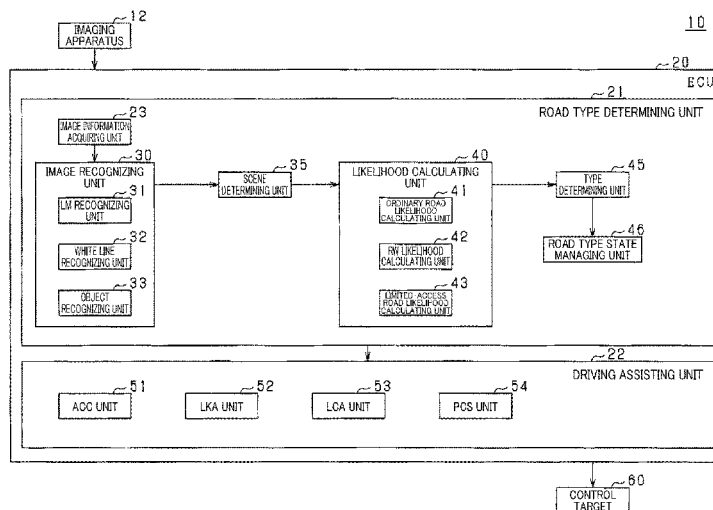 12
IMAGING
APPARATUS
10
20
ECU
21
ROAD TYPE DETERMINING UNIT
23
IMAGE INFORMATION
ACQUIRING UNIT
30
IMAGE RECOGNIZING
UNIT
31
LM RECOGNIZING
UNIT
32
WHITE LINE
RECOGNIZING UNIT
33
OBJECT
RECOGNIZING UNIT
35
SCENE
DETERMINING UNIT
40
LIKELIHOOD CALCULATING
UNIT
41
ORDINARY ROAD
LIKELIHOOD
CALCULATING UNIT
42
RW LIKELIHOOD
CALCULATING UNIT
43
LIMITED-ACCESS
ROAD LIKELIHOOD
CALCULATING UNIT
45
TYPE
DETERMINING UNIT
46
ROAD TYPE STATE
MANAGING UNIT
22
DRIVING ASSISTING UNIT
51
ACC UNIT
52
LKA UNIT
53
LCA UNIT
54
PCS UNIT
60
CONTROL
TARGET